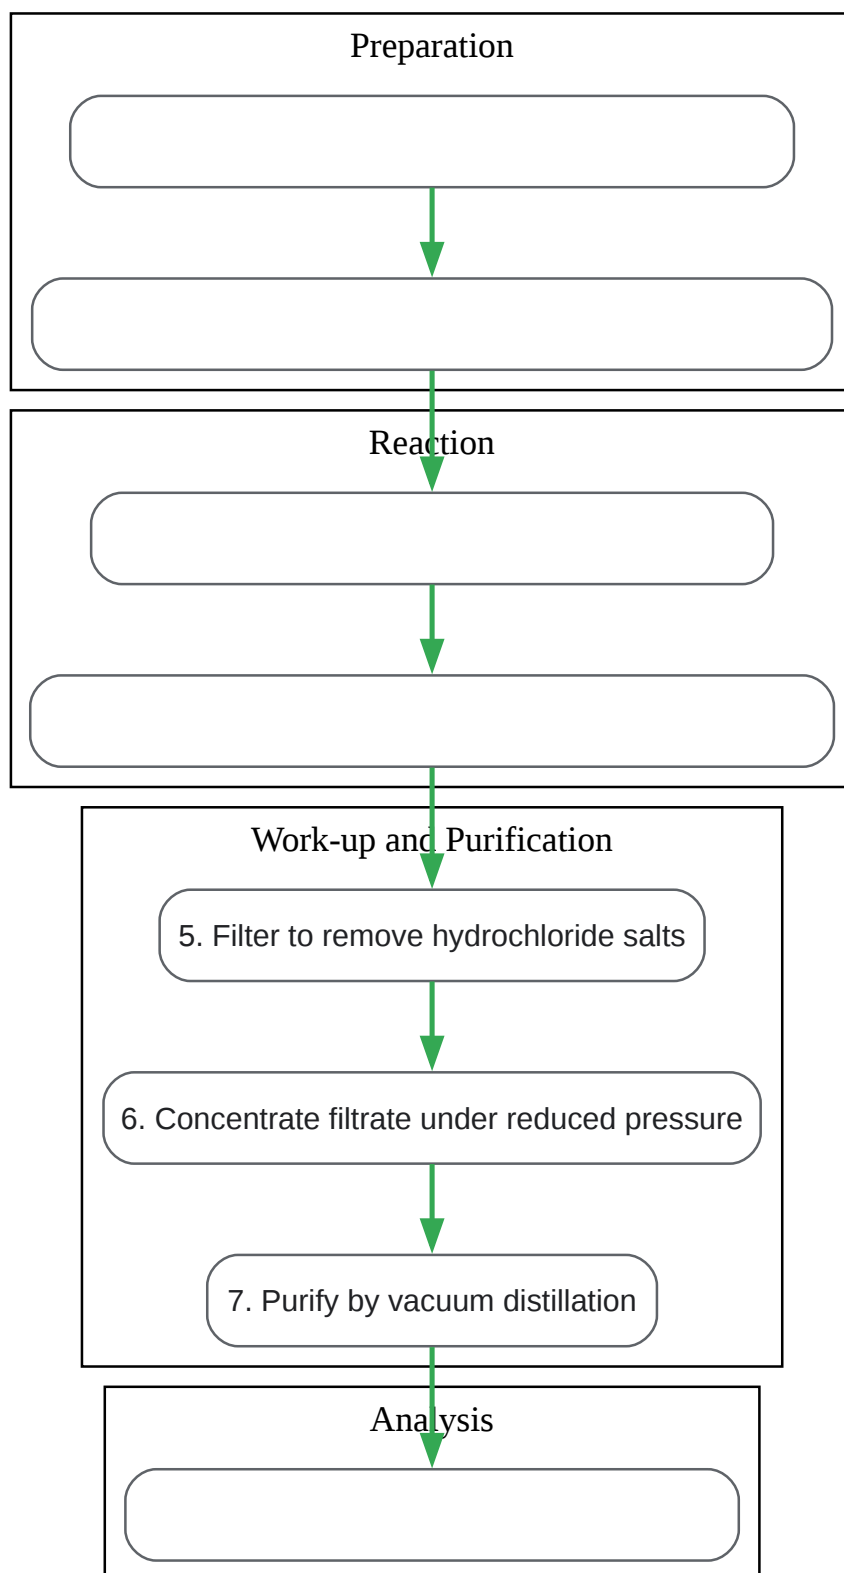 Preparation
Reaction
Work-up and Purification
5. Filter to remove hydrochloride salts
6. Concentrate filtrate under reduced pressure
7. Purify by vacuum distillation
Analysis